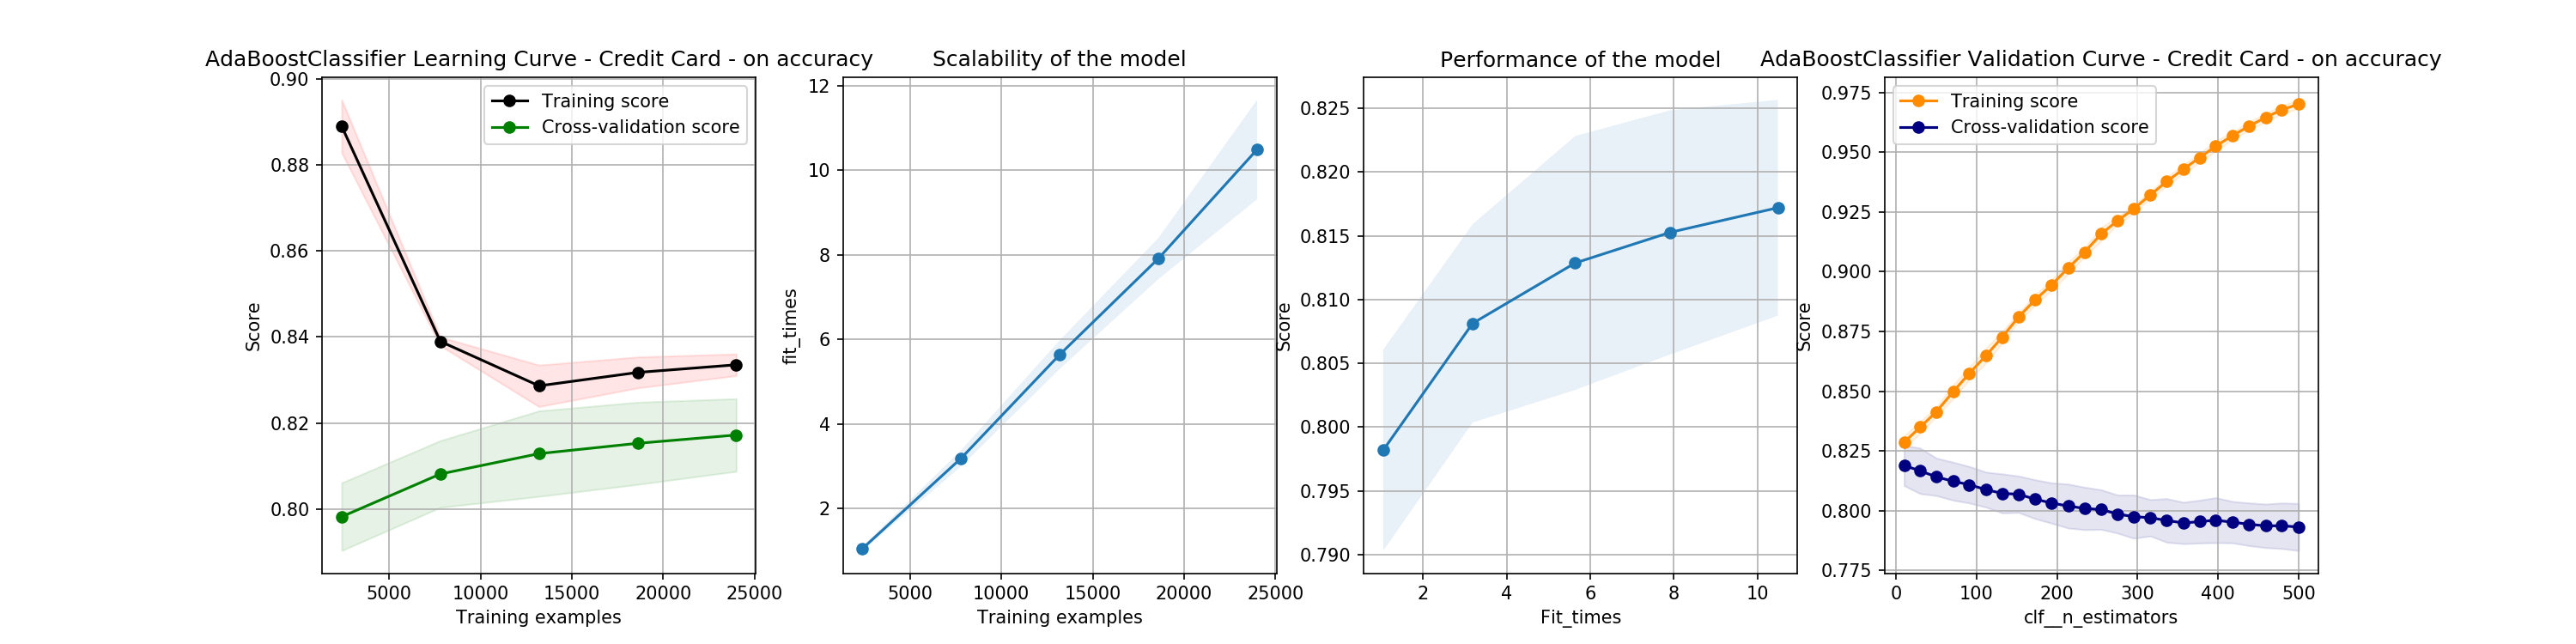 AdaBoostClassifier Learning Curve - Credit Card - on accuracy
0.90
0.88
0.86
0.84
0.82
0.80
Score
Training score
Cross-validation score
5000 10000 15000 20000 25000
Training examples
Scalability of the model
12
10
8
6
4
2
fit_times
5000 10000 15000 20000 25000
Training examples
Performance of the model
0.825
0.820
0.815
0.810
0.805
0.800
0.795
0.790
Score
2 4 6 8 10
Fit_times
AdaBoostClassifier Validation Curve - Credit Card - on accuracy
0.975
0.950
0.925
0.900
0.875
0.850
0.825
0.800
0.775
Score
Training score
Cross-validation score
0 100 200 300 400 500
clf__n_estimators